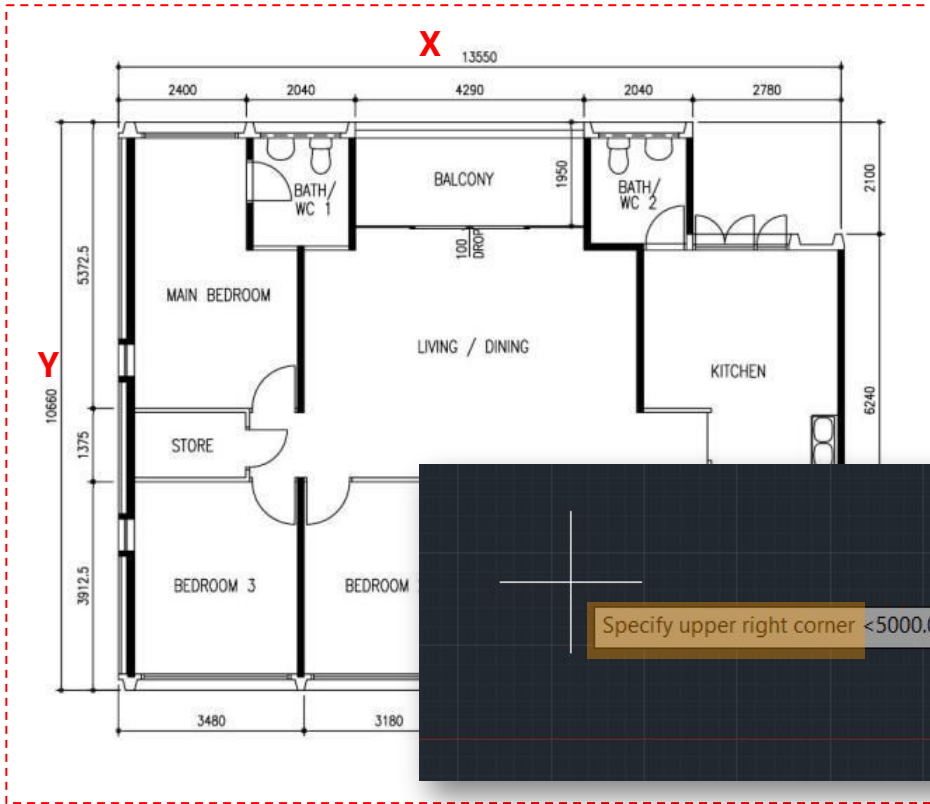 X
13550
2400 2040 4290 2040 2780
BATH/
WC 1
BALCONY
1950
BATH/
WC 2
2100
100
DROP
5372.5
MAIN BEDROOM
LIVING / DINING
Y
10660
KITCHEN
6240
1375
STORE
3912.5
BEDROOM 3
BEDROOM
Specify upper right corner <5000.0
3480 3180